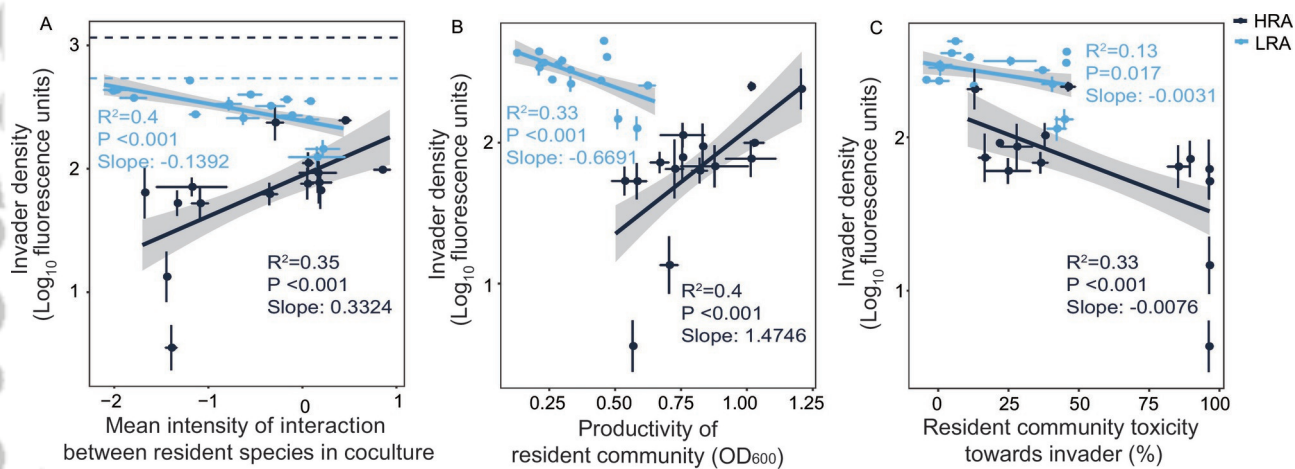 A
Invader density
(Log10 fluorescence units)
3
2
1
R²=0.4
P <0.001
Slope: -0.1392
R²=0.35
P <0.001
Slope: 0.3324
−2
−1
0
1
Mean intensity of interaction
between resident species in coculture
B
Invader density
(Log10 fluorescence units)
2
1
R²=0.33
P <0.001
Slope: -0.6691
R²=0.4
P <0.001
Slope: 1.4746
0.25
0.50
0.75
1.00
1.25
Productivity of
resident community (OD600)
C
Invader density
(Log10 fluorescence units)
2
1
R²=0.13
P=0.017
Slope: -0.0031
R²=0.33
P <0.001
Slope: -0.0076
0
25
50
75
100
Resident community toxicity
towards invader (%)
HRA
LRA